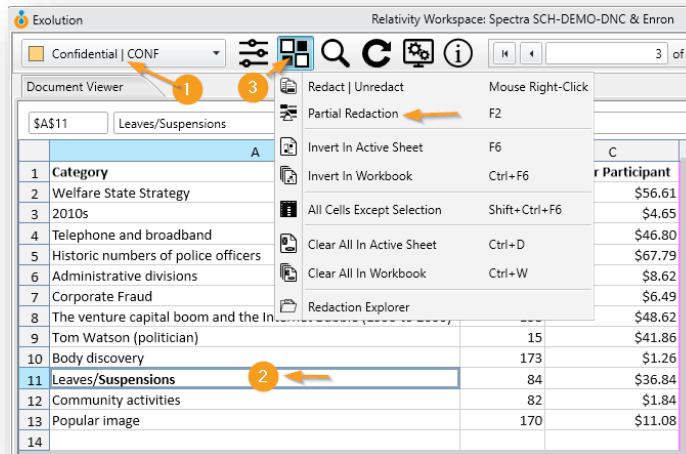 Exolution
Relativity Workspace: Spectra SCH-DEMO-DNC & Enron
Confidential | CONF
3 of
1
3
Document Viewer
Redact | Unredact Mouse Right-Click
Partial Redaction F2
Invert In Active Sheet F6
Invert In Workbook Ctrl+F6
All Cells Except Selection Shift+Ctrl+F6
Clear All In Active Sheet Ctrl+D
Clear All In Workbook Ctrl+W
Redaction Explorer
$A$11 Leaves/Suspensions
A C
1 Category r Participant
2 Welfare State Strategy $56.61
3 2010s $4.65
4 Telephone and broadband $46.80
5 Historic numbers of police officers $67.79
6 Administrative divisions $8.62
7 Corporate Fraud $6.49
8 The venture capital boom and the $48.62
9 Tom Watson (politician) 15 $41.86
10 Body discovery 173 $1.26
11 Leaves/Suspensions 2 84 $36.84
12 Community activities 82 $1.84
13 Popular image 170 $11.08
14